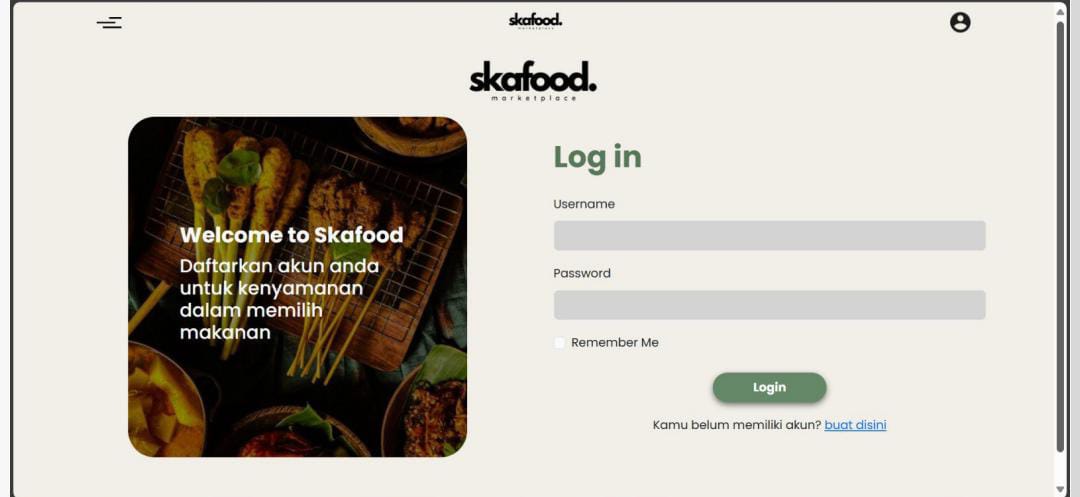 skafood.
marketplace
skafood.
marketplace
Welcome to Skafood
Daftarkan akun anda
untuk kenyamanan
dalam memilih
makanan
Log in
Username
Password
Remember Me
Login
Kamu belum memiliki akun? buat disini